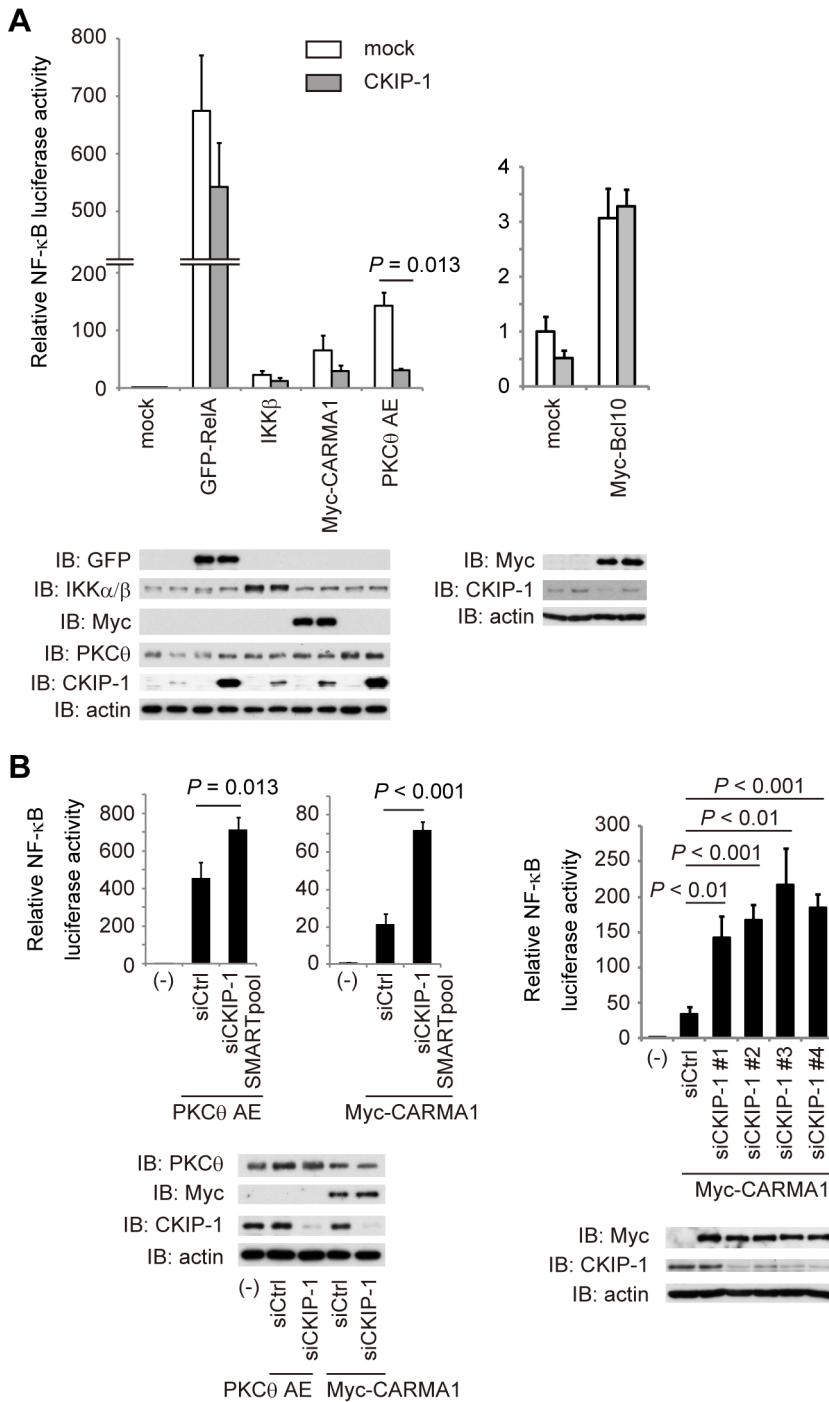 A
Relative NF-κB luciferase activity
800
700
600
500
200
100
0
mock
CKIP-1
P = 0.013
mock
GFP-RelA
IKKβ
Myc-CARMA1
PKCθ AE
4
3
2
1
0
mock
Myc-Bcl10
IB: GFP
IB: IKKα/β
IB: Myc
IB: PKCθ
IB: CKIP-1
IB: actin
IB: Myc
IB: CKIP-1
IB: actin
B
Relative NF-κB
luciferase activity
P = 0.013
800
600
400
200
0
(-)
siCtrl
siCKIP-1
SMARTpool
PKCθ AE
P < 0.001
80
60
40
20
0
(-)
siCtrl
siCKIP-1
SMARTpool
Myc-CARMA1
Relative NF-κB
luciferase activity
P < 0.001
P < 0.01
P < 0.001
P < 0.01
300
250
200
150
100
50
0
(-)
siCtrl
siCKIP-1 #1
siCKIP-1 #2
siCKIP-1 #3
siCKIP-1 #4
Myc-CARMA1
IB: PKCθ
IB: Myc
IB: CKIP-1
IB: actin
(-)
siCtrl
siCKIP-1
siCtrl
siCKIP-1
PKCθ AE
Myc-CARMA1
IB: Myc
IB: CKIP-1
IB: actin